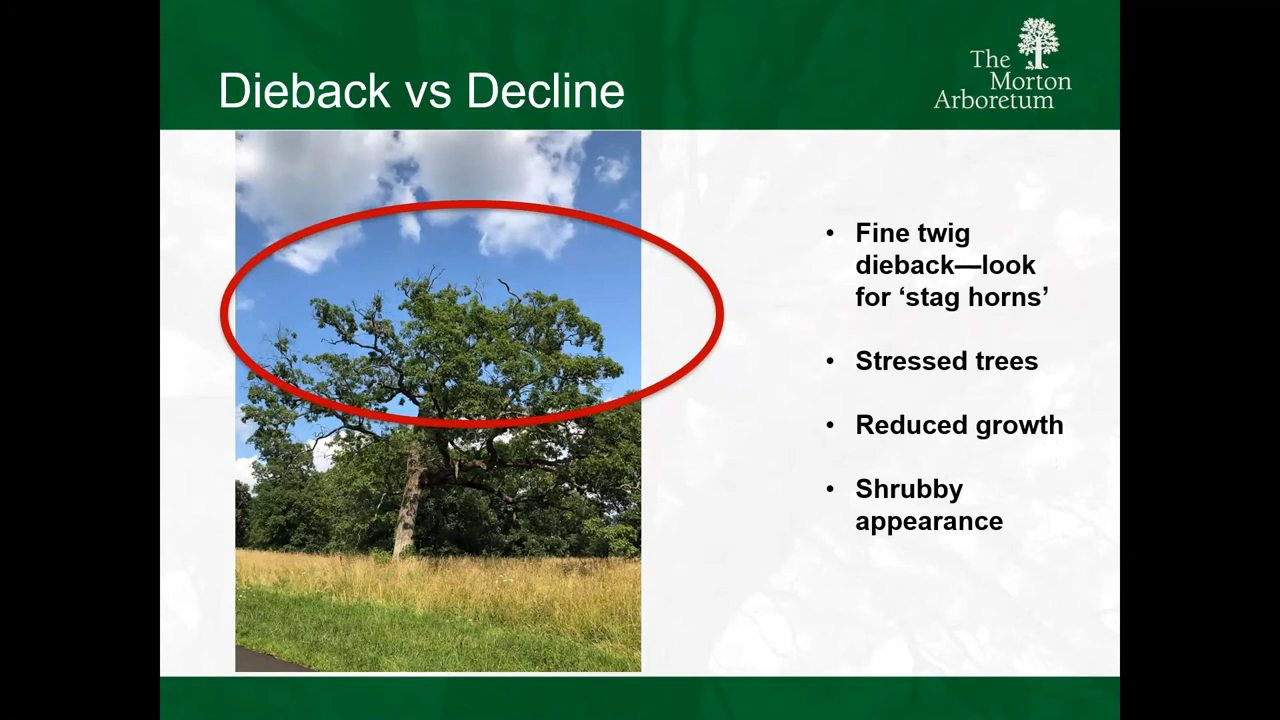 Dieback vs Decline
The
Morton
Arboretum
• Fine twig
dieback—look
for ‘stag horns’
• Stressed trees
• Reduced growth
• Shrubby
appearance